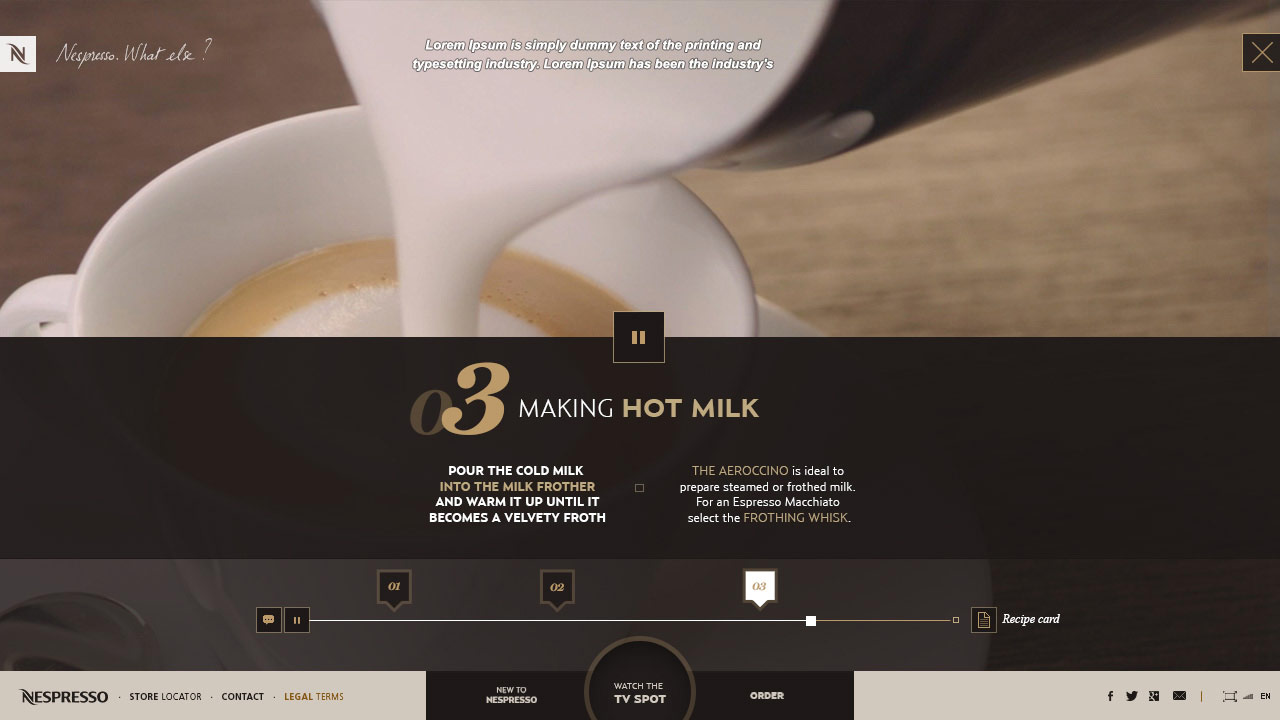 N
Nespresso. What else?
Lorem Ipsum is simply dummy text of the printing and
typesetting industry. Lorem Ipsum has been the industry's
03 MAKING HOT MILK
POUR THE COLD MILK
INTO THE MILK FROTHER
AND WARM IT UP UNTIL IT
BECOMES A VELVETY FROTH
THE AEROCCINO is ideal to
prepare steamed or frothed milk.
For an Espresso Macchiato
select the FROTHING WHISK.
01
02
03
Recipe card
NESPRESSO · STORE LOCATOR · CONTACT · LEGAL TERMS
NEW TO
NESPRESSO
WATCH THE
TV SPOT
ORDER
EN